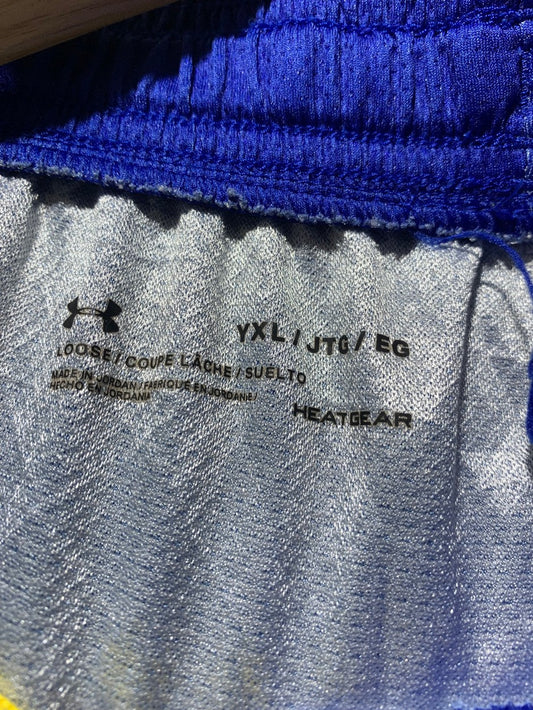 YXL / JTG / EG
LOOSE / COUPE LÂCHE / SUELTO
MADE IN JORDAN / FABRIQUÉ EN JORDANIE /
HECHO EN JORDANIA
HEATGEAR